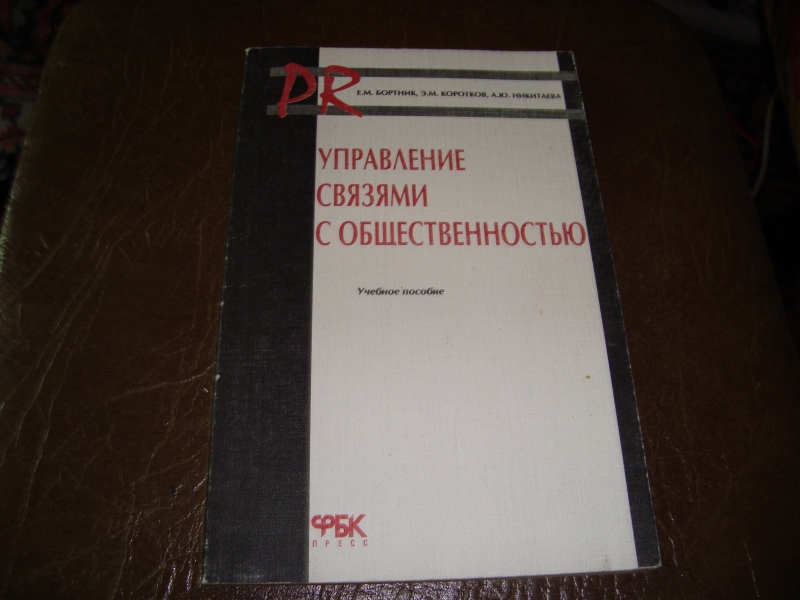 PR
Е.М. БОРТНИК, Э.М. КОРОТКОВ, А.Ю. НИКИТАЕВА
УПРАВЛЕНИЕ
СВЯЗЯМИ
С ОБЩЕСТВЕННОСТЬЮ
Учебное пособие
ФБК
ПРЕСС